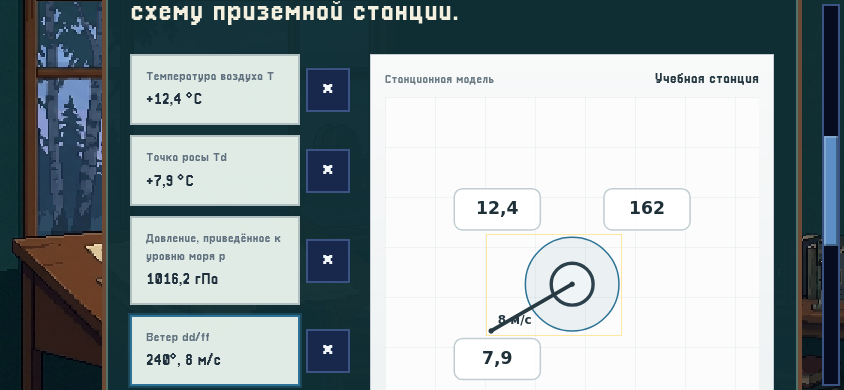 схему приземной станции.
Температура воздуха T
+12,4 °C
Точка росы Td
+7,9 °C
Давление, приведённое к
уровню моря p
1016,2 гПа
Ветер dd/ff
240°, 8 м/с
Станционная модель
Учебная станция
12,4
162
8 м/с
7,9